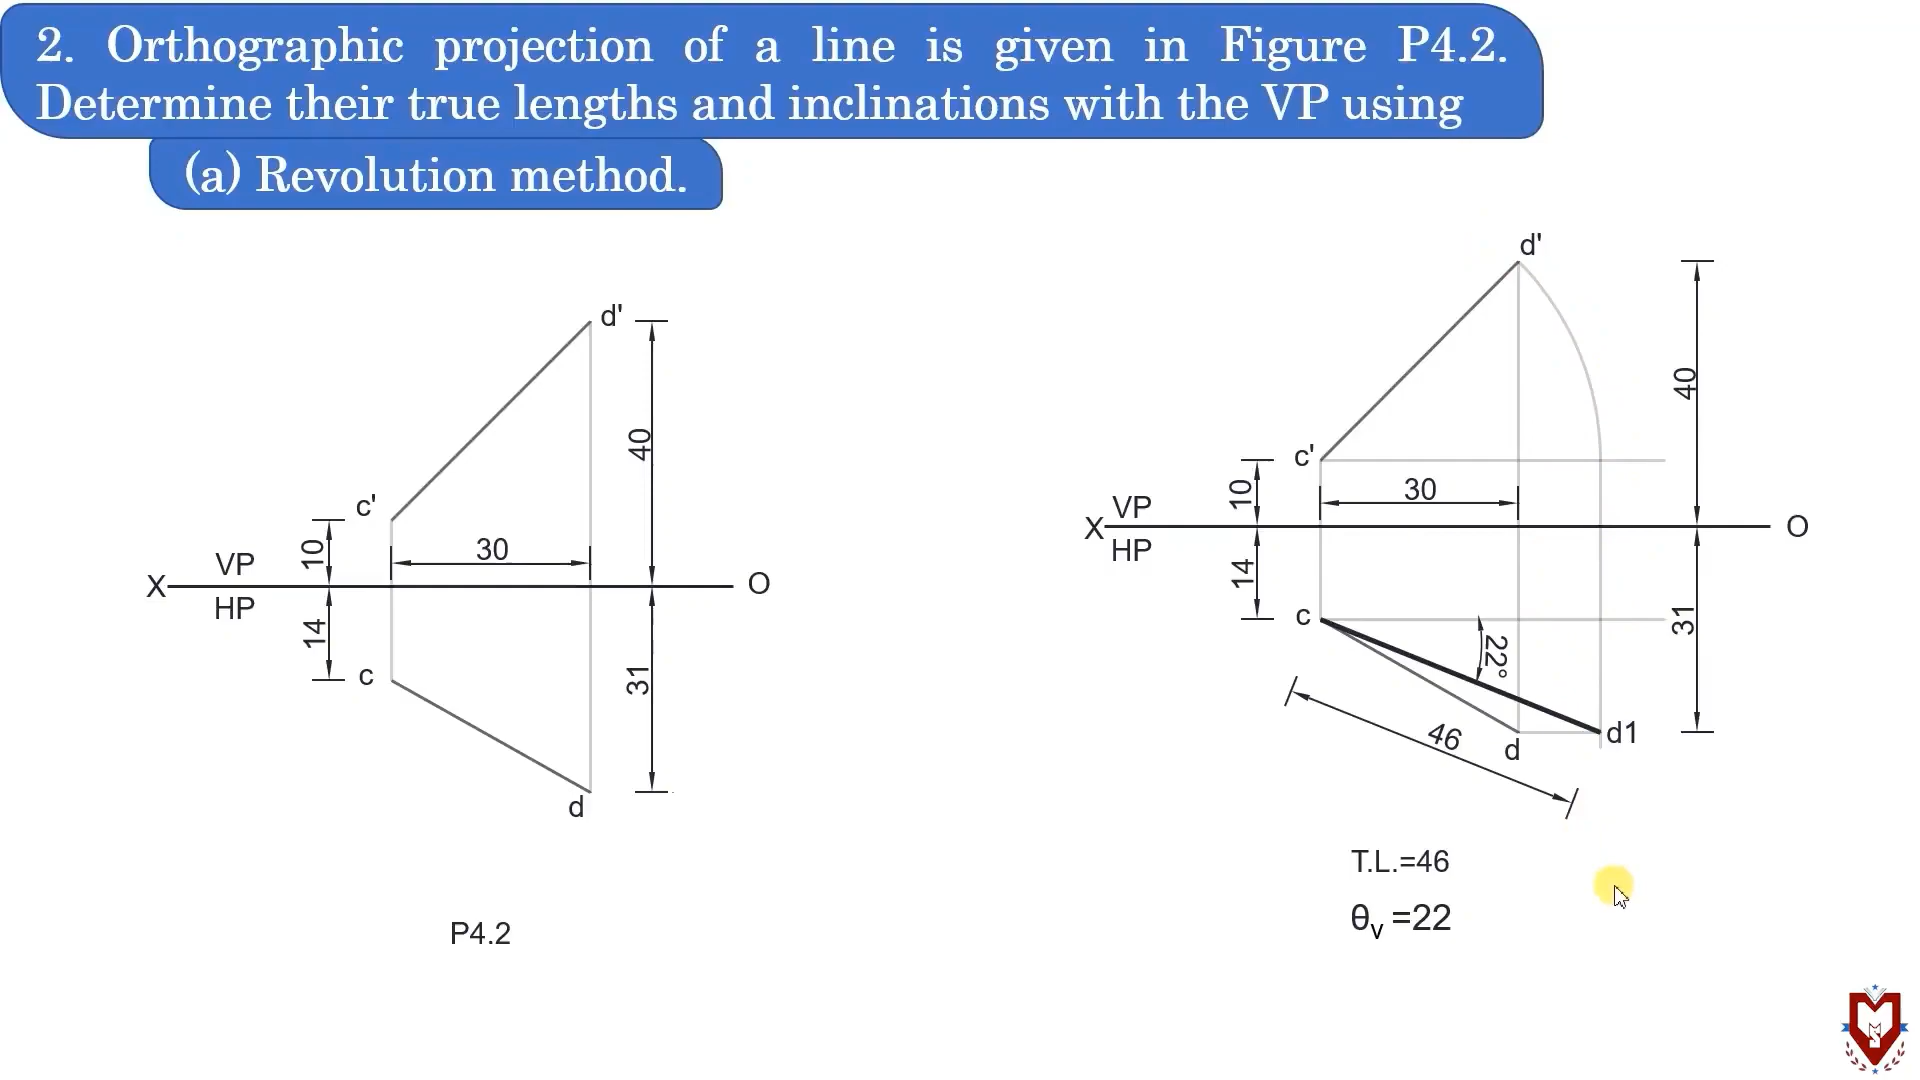 2. Orthographic projection of a line is given in Figure P4.2.
Determine their true lengths and inclinations with the VP using
(a) Revolution method.
d'
40
c'
10
30
VP
X
O
HP
14
c
31
d
P4.2
d'
40
c'
10
30
VP
X
O
HP
14
c
22°
31
46
d
d1
T.L.=46
θv =22